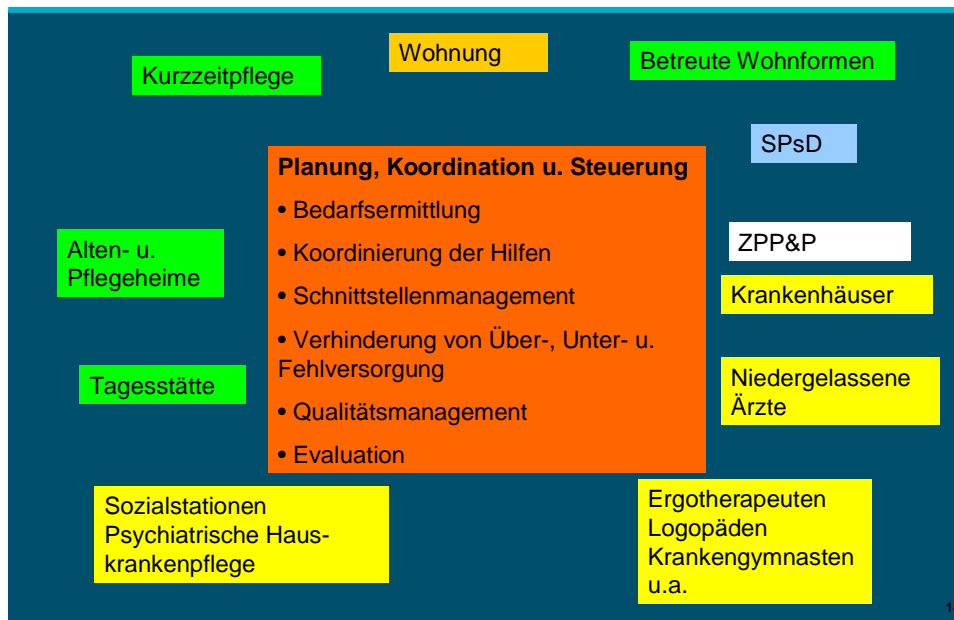 Wohnung
Kurzzeitpflege
Betreute Wohnformen
SPsD
Planung, Koordination u. Steuerung
• Bedarfsermittlung
• Koordinierung der Hilfen
• Schnittstellenmanagement
• Verhinderung von Über-, Unter- u.
Fehlversorgung
• Qualitätsmanagement
• Evaluation
Alten- u.
Pflegeheime
ZPP&P
Krankenhäuser
Tagesstätte
Niedergelassene
Ärzte
Sozialstationen
Psychiatrische Haus-
krankenpflege
Ergotherapeuten
Logopäden
Krankengymnasten
u.a.